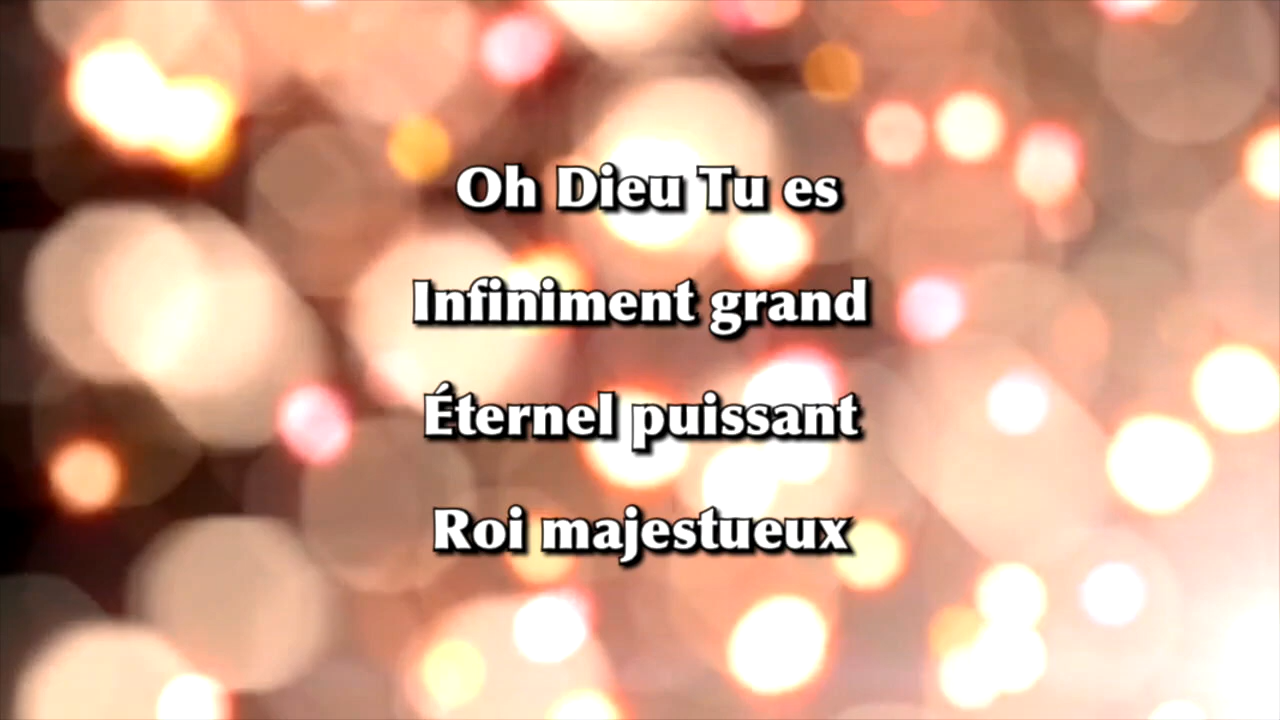 Oh Dieu Tu es
Infiniment grand
Éternel puissant
Roi majestueux